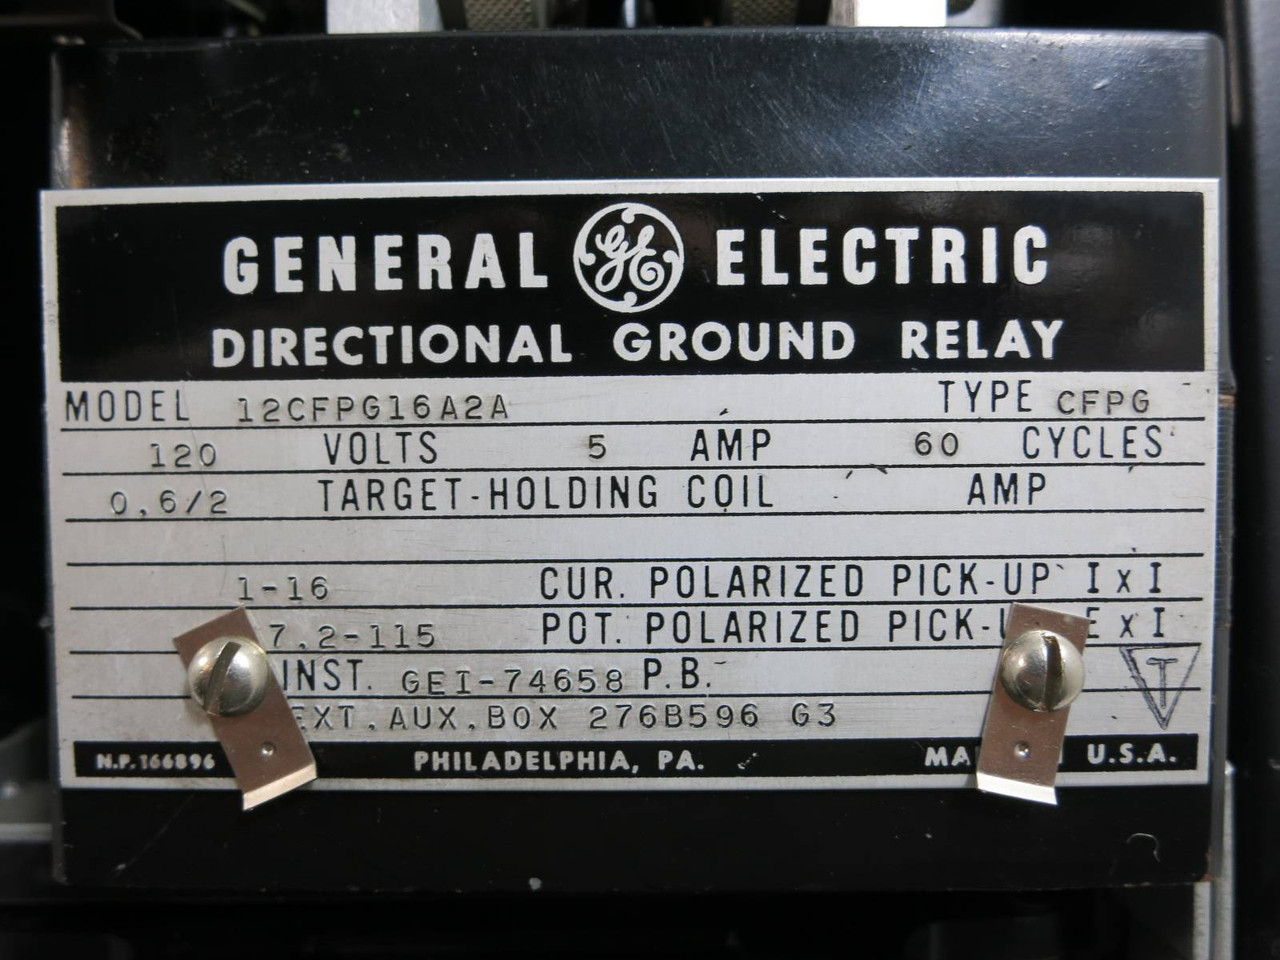 GENERAL GE ELECTRIC
DIRECTIONAL GROUND RELAY
MODEL 12CFPG16A2A TYPE CFPG
120 VOLTS 5 AMP 60 CYCLES
0.6/2 TARGET-HOLDING COIL AMP
1-16 CUR. POLARIZED PICK-UP I x I
7.2-115 POT. POLARIZED PICK-U E x I
INST. GEI-74658 P.B.
EXT.AUX.BOX 276B596 G3
T
N.P.166896 PHILADELPHIA, PA. MA U.S.A.